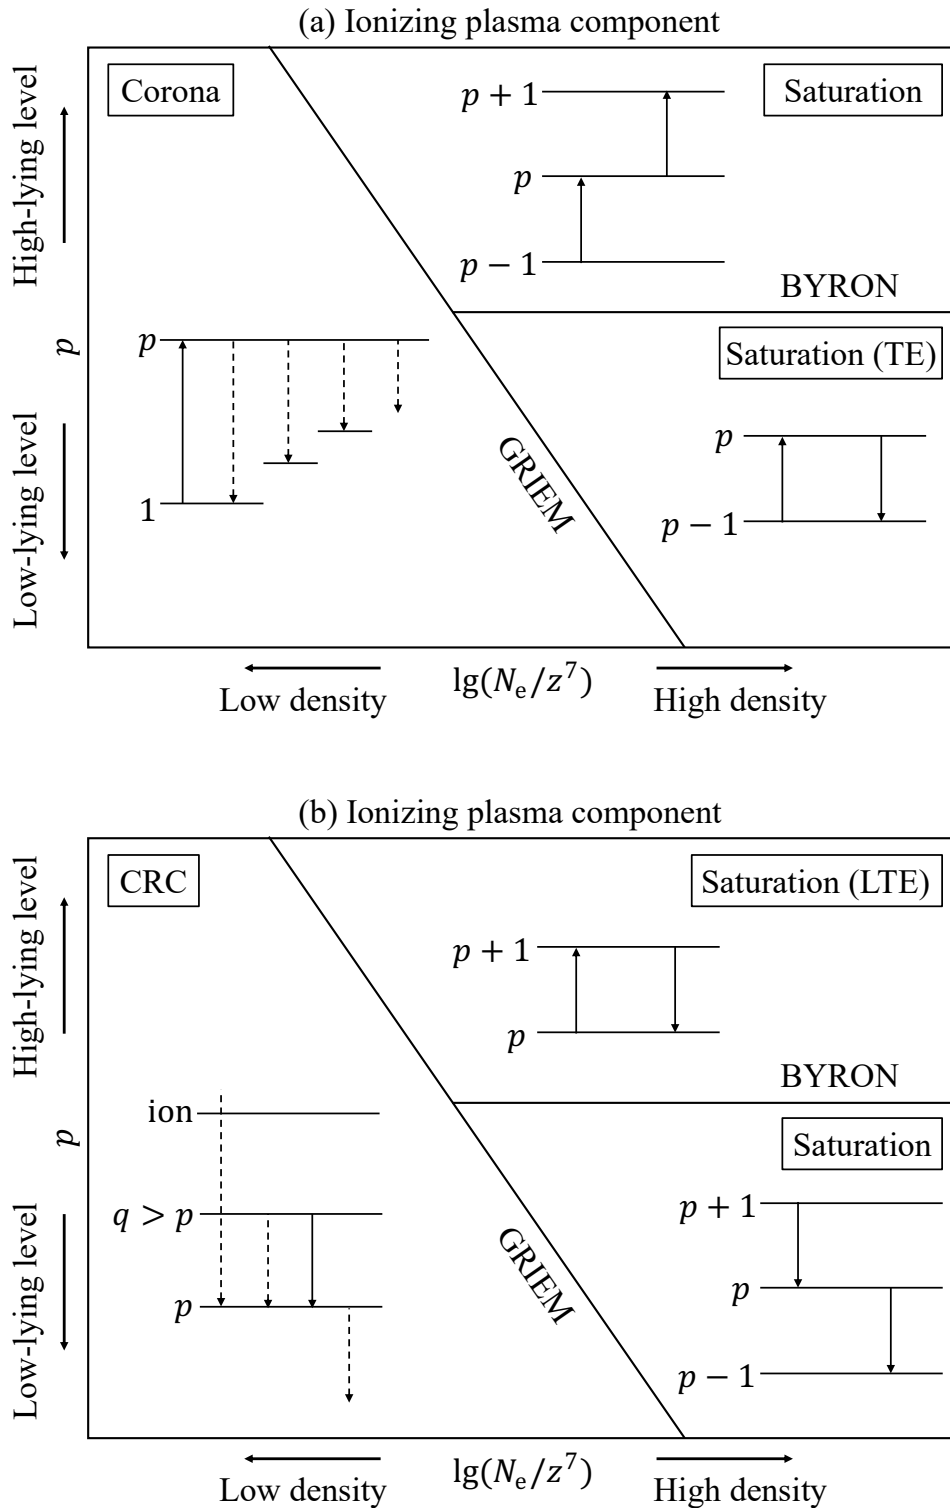 (a) Ionizing plasma component
Corona
Saturation
p + 1
p
p − 1
BYRON
Saturation (TE)
p
p − 1
p
1
GRIEM
High-lying level
p
Low-lying level
Low density
lg(Nₑ/z⁷)
High density
(b) Ionizing plasma component
CRC
Saturation (LTE)
p + 1
p
BYRON
Saturation
p + 1
p
p − 1
ion
q > p
p
GRIEM
High-lying level
p
Low-lying level
Low density
lg(Nₑ/z⁷)
High density